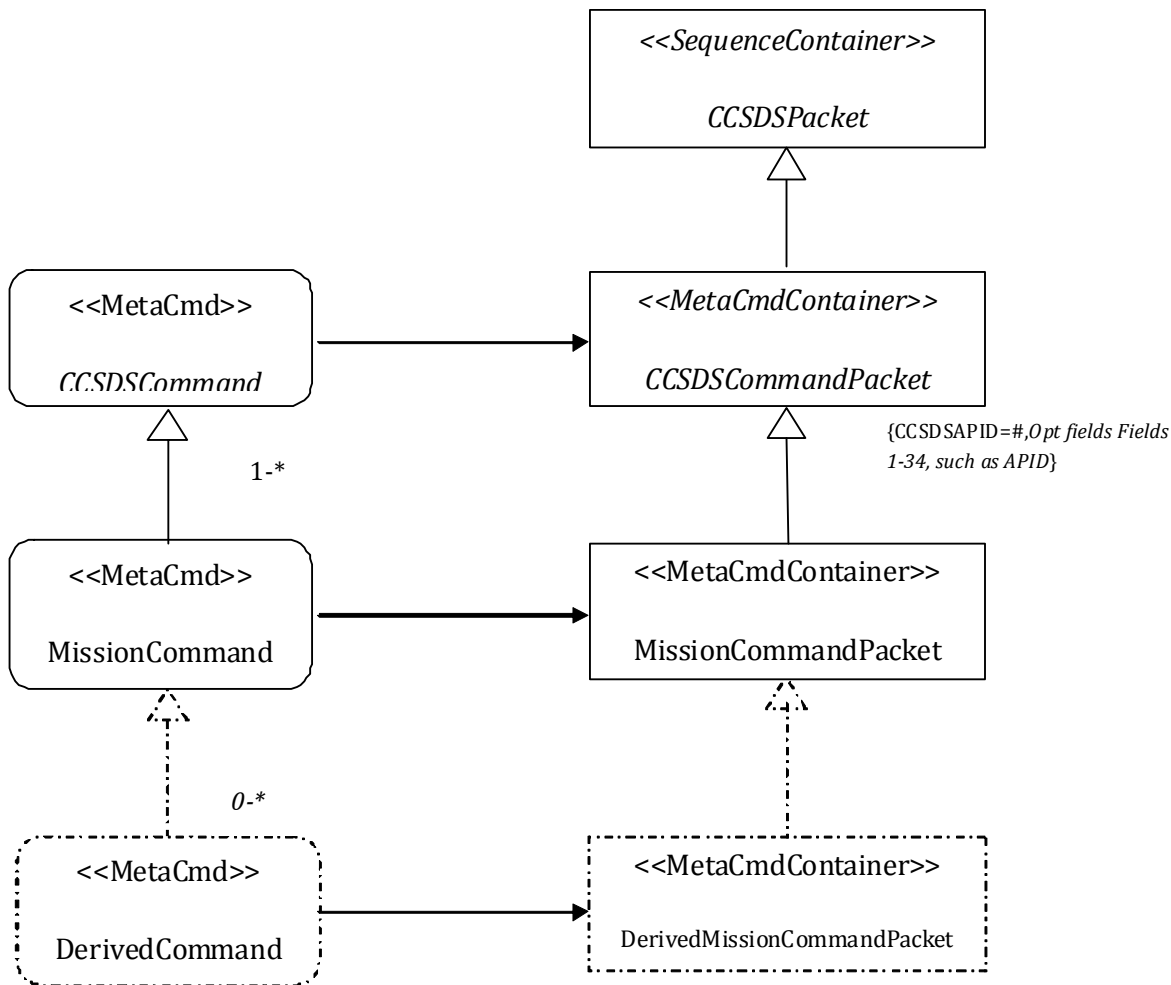 <<SequenceContainer>>
CCSDSPacket
<<MetaCmd>>
CCSDSCommand
<<MetaCmdContainer>>
CCSDSCommandPacket
{CCSDSAPID=#,Opt fields Fields
1-34, such as APID}
1-*
<<MetaCmd>>
MissionCommand
<<MetaCmdContainer>>
MissionCommandPacket
0-*
<<MetaCmd>>
DerivedCommand
<<MetaCmdContainer>>
DerivedMissionCommandPacket